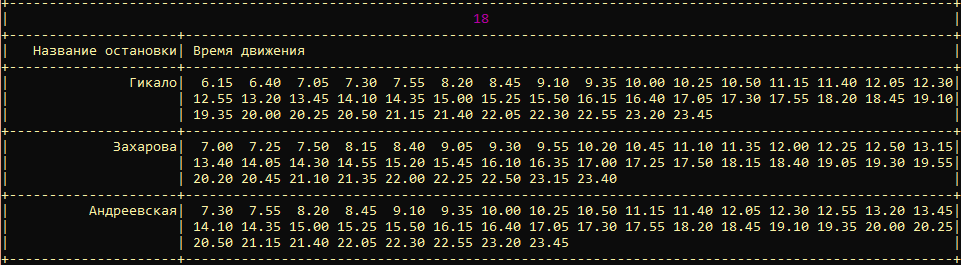 18
Название остановки Время движения
Гикало 6.15 6.40 7.05 7.30 7.55 8.20 8.45 9.10 9.35 10.00 10.25 10.50 11.15 11.40 12.05 12.30
12.55 13.20 13.45 14.10 14.35 15.00 15.25 15.50 16.15 16.40 17.05 17.30 17.55 18.20 18.45 19.10
19.35 20.00 20.25 20.50 21.15 21.40 22.05 22.30 22.55 23.20 23.45
Захарова 7.00 7.25 7.50 8.15 8.40 9.05 9.30 9.55 10.20 10.45 11.10 11.35 12.00 12.25 12.50 13.15
13.40 14.05 14.30 14.55 15.20 15.45 16.10 16.35 17.00 17.25 17.50 18.15 18.40 19.05 19.30 19.55
20.20 20.45 21.10 21.35 22.00 22.25 22.50 23.15 23.40
Андреевская 7.30 7.55 8.20 8.45 9.10 9.35 10.00 10.25 10.50 11.15 11.40 12.05 12.30 12.55 13.20 13.45
14.10 14.35 15.00 15.25 15.50 16.15 16.40 17.05 17.30 17.55 18.20 18.45 19.10 19.35 20.00 20.25
20.50 21.15 21.40 22.05 22.30 22.55 23.20 23.45